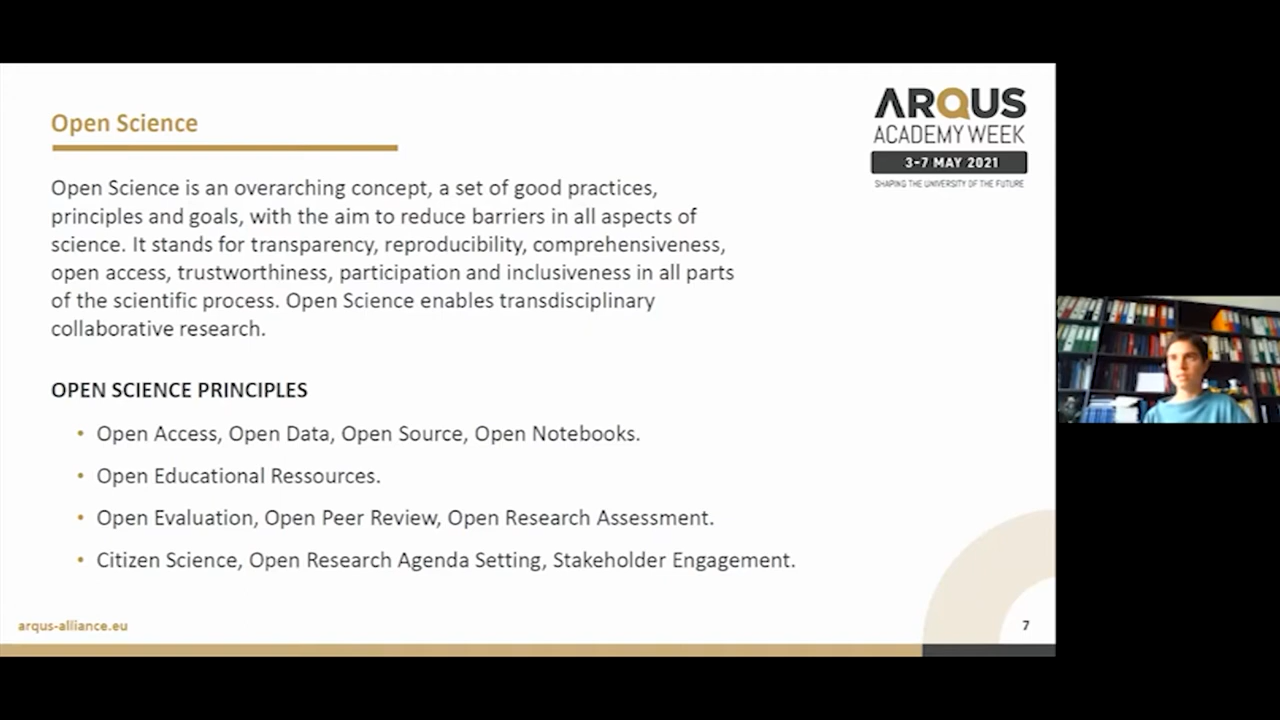 Open Science
ARQUS
ACADEMY WEEK
3-7 MAY 2021
SHAPING THE UNIVERSITY OF THE FUTURE
Open Science is an overarching concept, a set of good practices,
principles and goals, with the aim to reduce barriers in all aspects of
science. It stands for transparency, reproducibility, comprehensiveness,
open access, trustworthiness, participation and inclusiveness in all parts
of the scientific process. Open Science enables transdisciplinary
collaborative research.
OPEN SCIENCE PRINCIPLES
• Open Access, Open Data, Open Source, Open Notebooks.
• Open Educational Ressources.
• Open Evaluation, Open Peer Review, Open Research Assessment.
• Citizen Science, Open Research Agenda Setting, Stakeholder Engagement.
arqus-alliance.eu
7